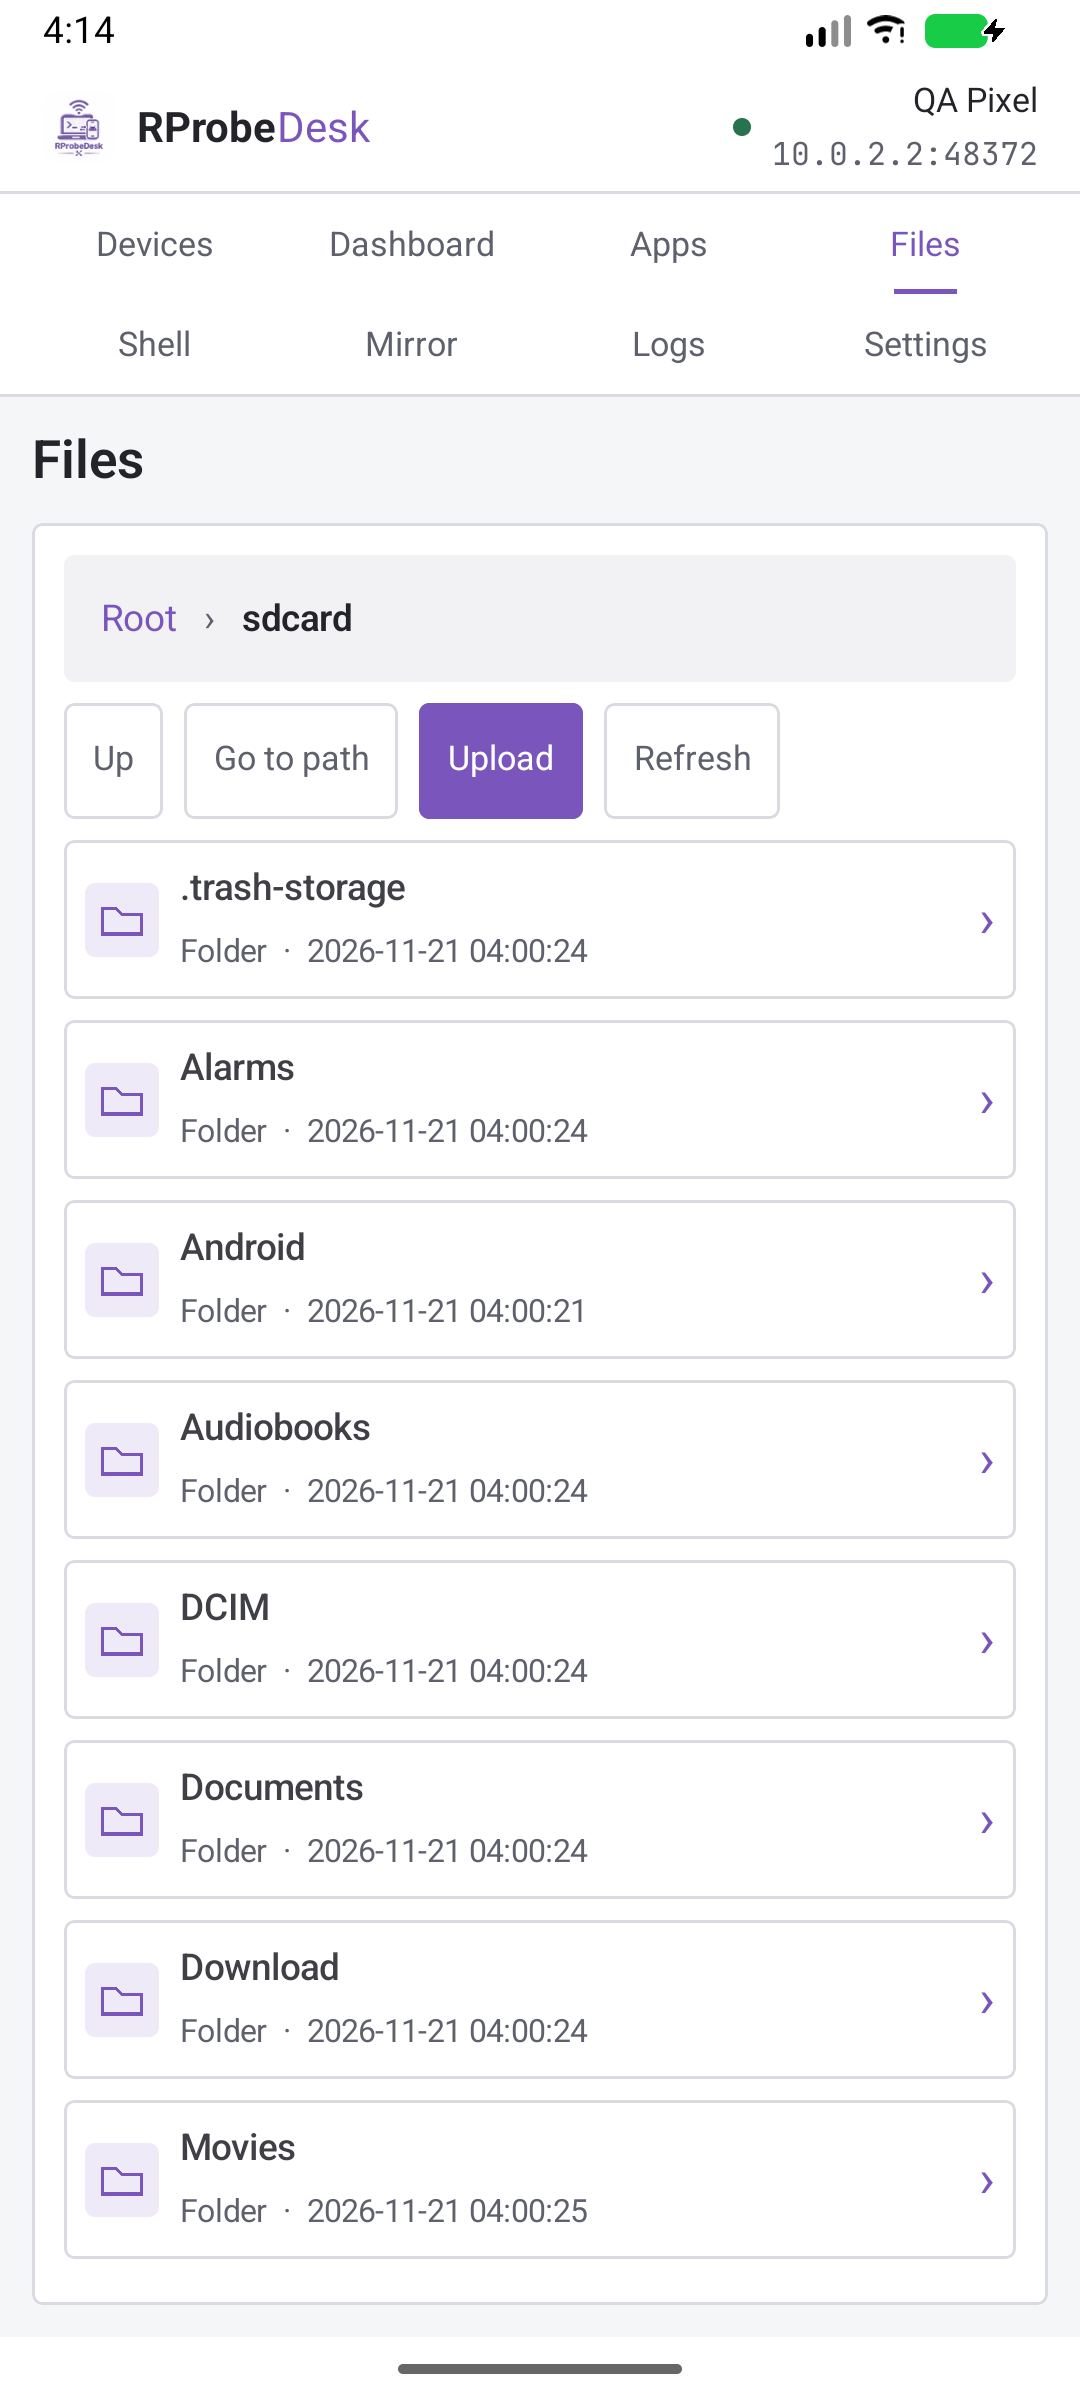 4:14
RProbeDesk
RProbeDesk
QA Pixel
10.0.2.2:48372
Devices Dashboard Apps Files
Shell Mirror Logs Settings
Files
Root › sdcard
Up Go to path Upload Refresh
.trash-storage
Folder · 2026-11-21 04:00:24
Alarms
Folder · 2026-11-21 04:00:24
Android
Folder · 2026-11-21 04:00:21
Audiobooks
Folder · 2026-11-21 04:00:24
DCIM
Folder · 2026-11-21 04:00:24
Documents
Folder · 2026-11-21 04:00:24
Download
Folder · 2026-11-21 04:00:24
Movies
Folder · 2026-11-21 04:00:25